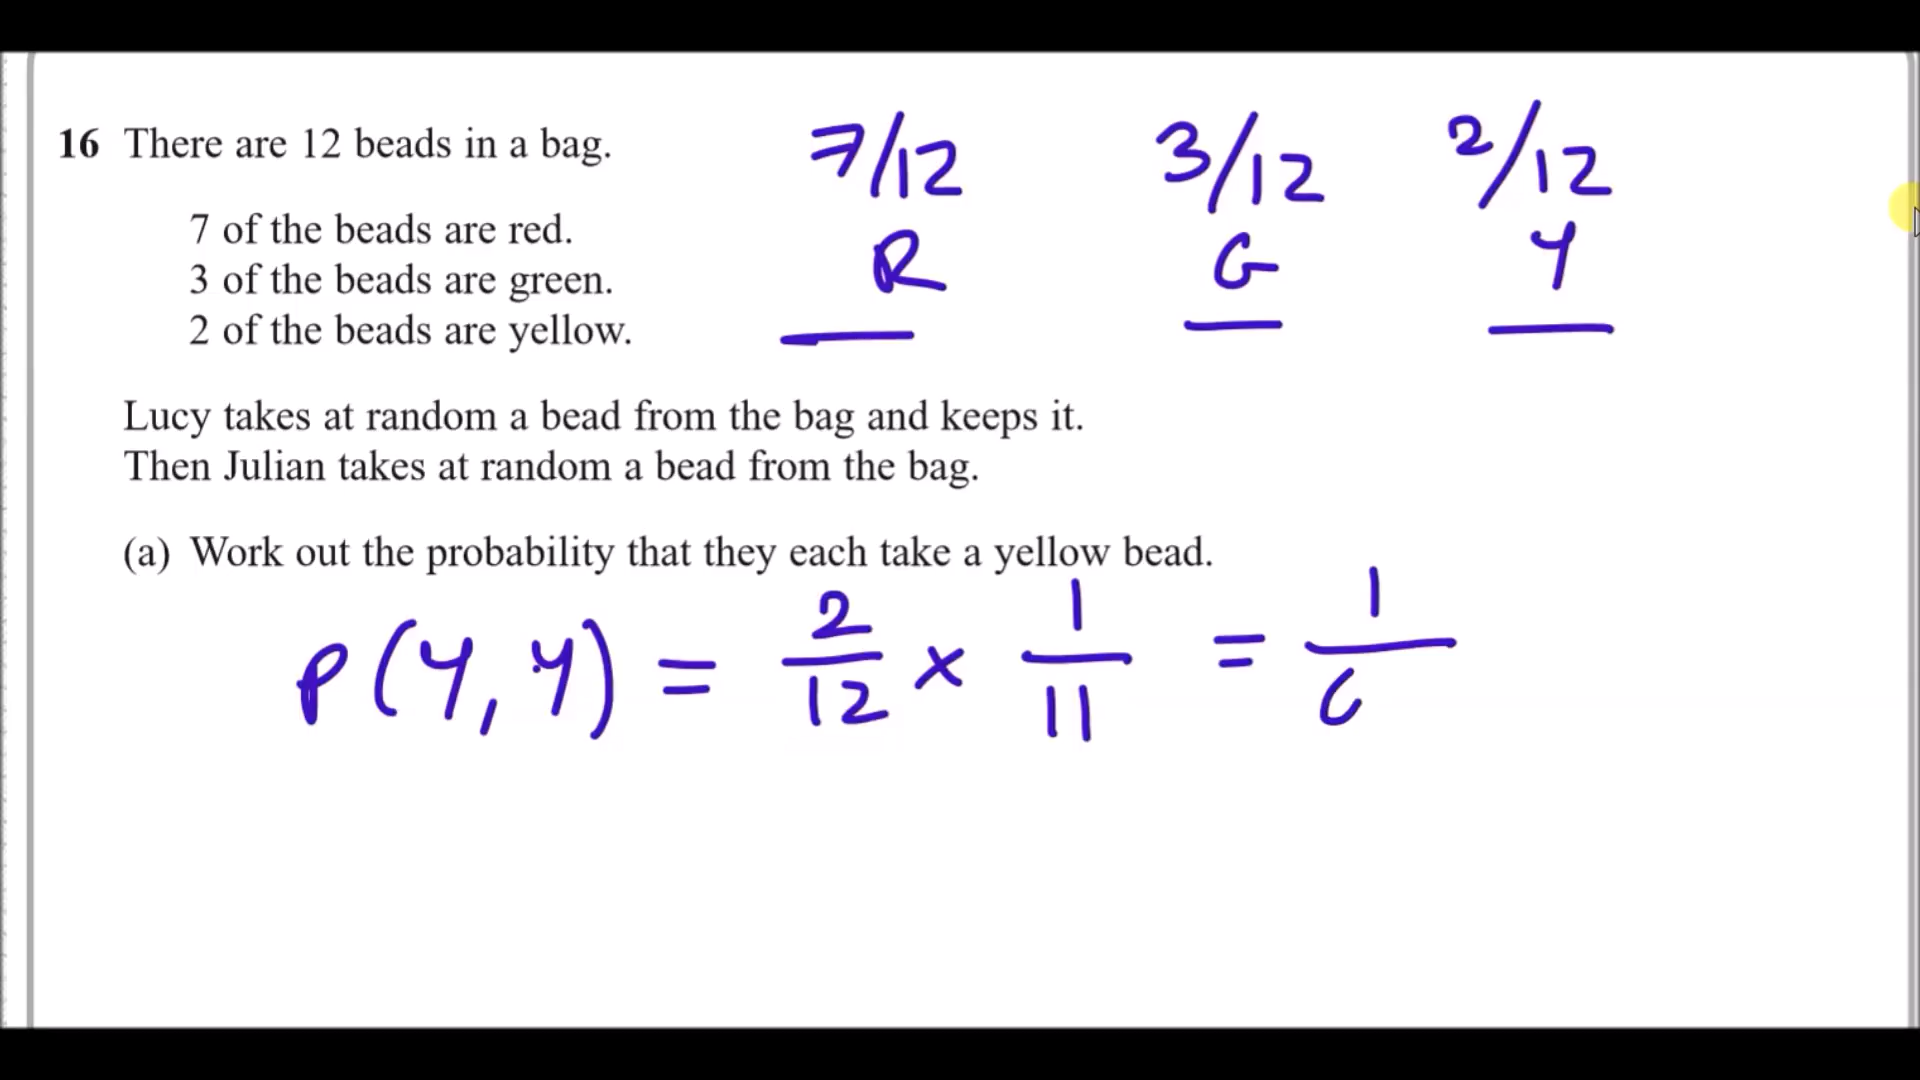 16 There are 12 beads in a bag.
7/12 3/12 2/12
7 of the beads are red.
R G Y
3 of the beads are green.
2 of the beads are yellow.
Lucy takes at random a bead from the bag and keeps it.
Then Julian takes at random a bead from the bag.
(a) Work out the probability that they each take a yellow bead.
P(Y, Y) = 2/12 × 1/11 = 1/6